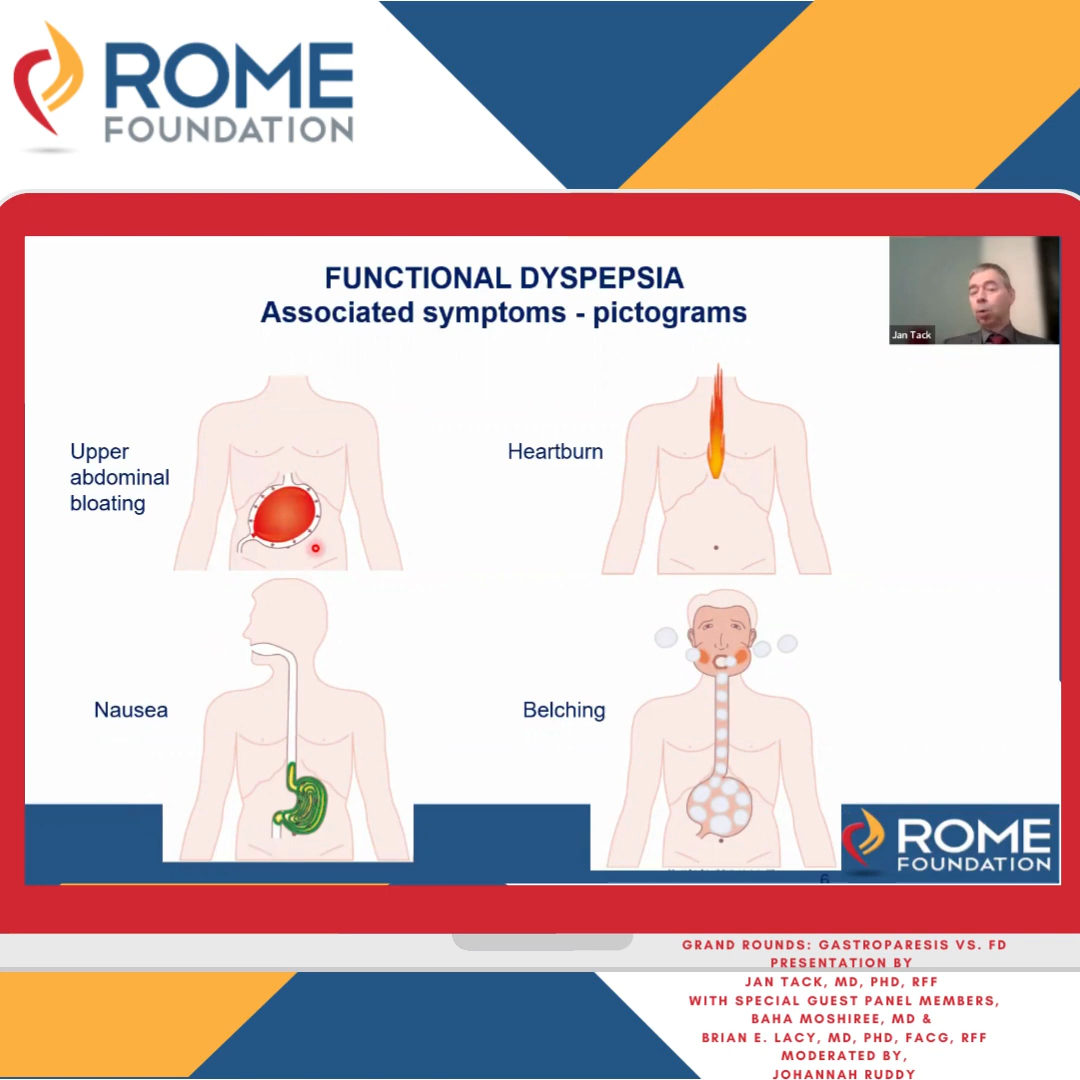 ROME
FOUNDATION
FUNCTIONAL DYSPEPSIA
Associated symptoms - pictograms
Jan Tack
Upper
abdominal
bloating
Heartburn
Nausea
Belching
ROME
FOUNDATION
6
GRAND ROUNDS: GASTROPARESIS VS. FD
PRESENTATION BY
JAN TACK, MD, PHD, RFF
WITH SPECIAL GUEST PANEL MEMBERS,
BAHA MOSHIREE, MD &
BRIAN E. LACY, MD, PHD, FACG, RFF
MODERATED BY,
JOHANNAH RUDDY